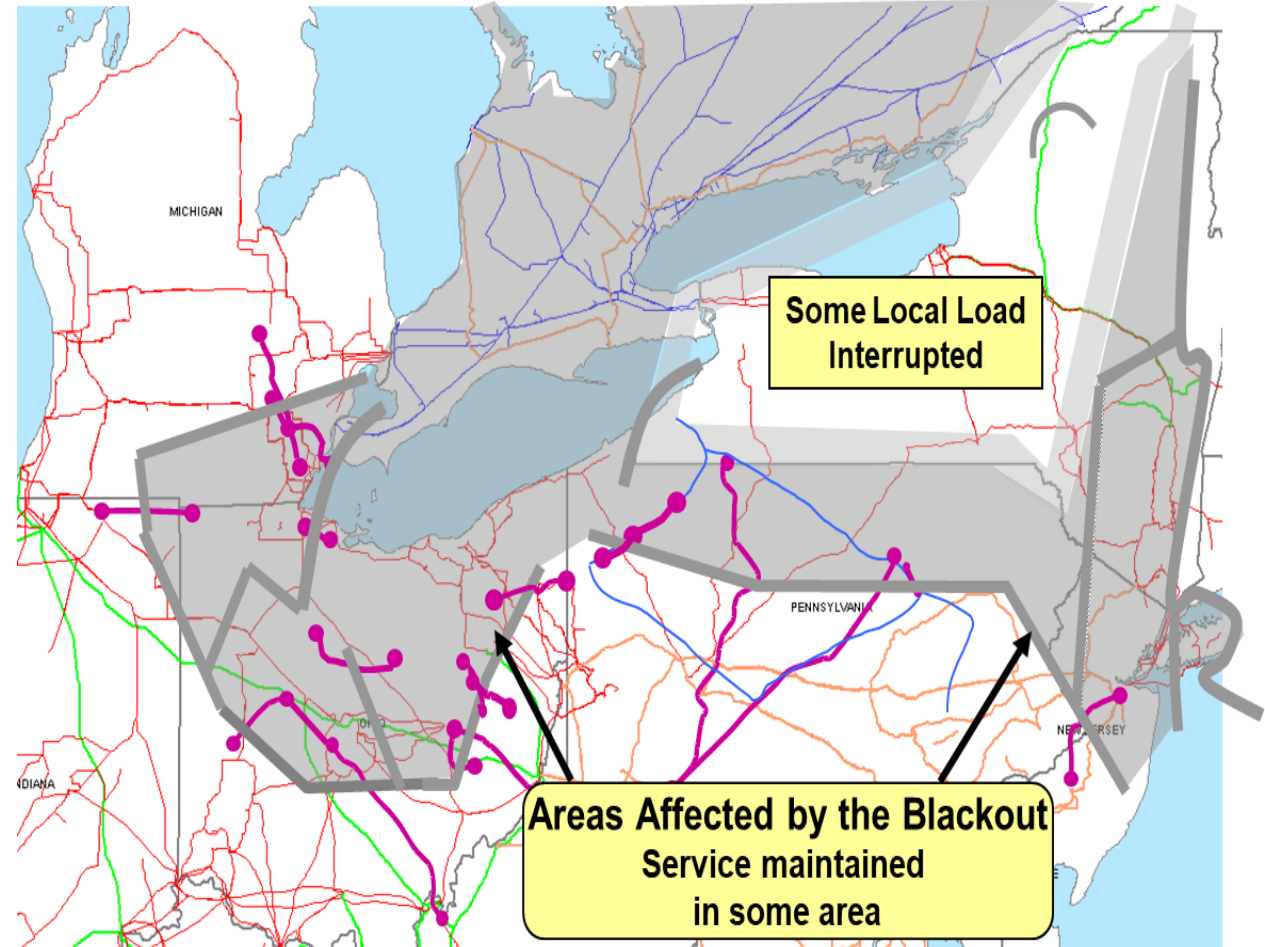 MICHIGAN
Some Local Load
Interrupted
PENNSYLVANIA
OHIO
NEW JERSEY
NDIANA
Areas Affected by the Blackout
Service maintained
in some area
E